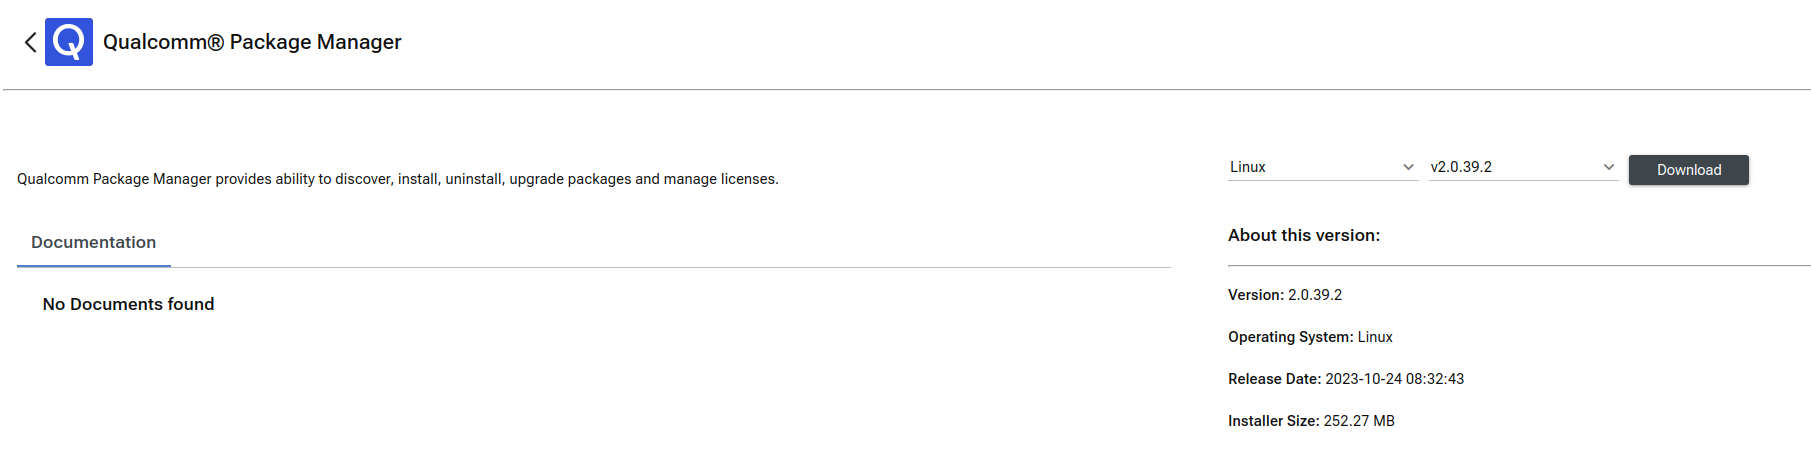 Qualcomm® Package Manager
Qualcomm Package Manager provides ability to discover, install, uninstall, upgrade packages and manage licenses.
Documentation
No Documents found
Linux
v2.0.39.2
Download
About this version:
Version: 2.0.39.2
Operating System: Linux
Release Date: 2023-10-24 08:32:43
Installer Size: 252.27 MB